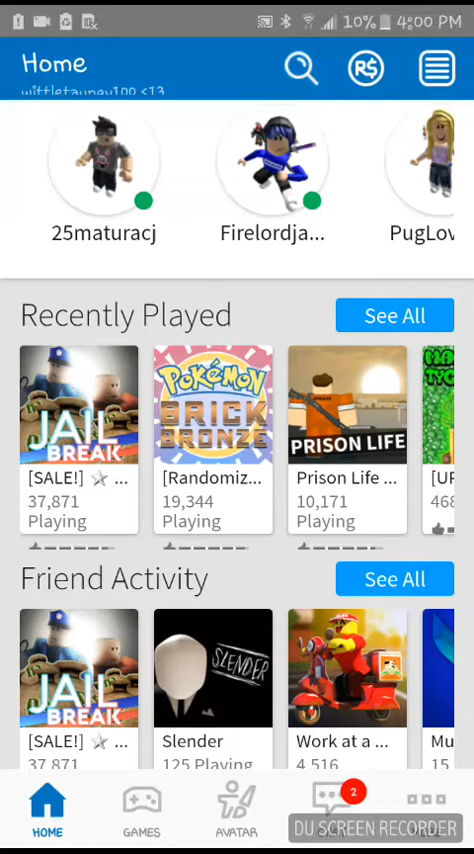 10% 4:00 PM
Home
wittletaunay100 <13
R$
25maturacj Firelordja... PugLov
Recently Played See All
JAIL BREAK
POKéMON BRICK BRONZE
PRISON LIFE
[SALE!] ★ ... [Randomiz... Prison Life ... [UP
37,871 Playing
19,344 Playing
10,171 Playing
468
Friend Activity See All
JAIL BREAK
SLENDER
[SALE!] ★ ... Slender Work at a ... Mu
37,871 125 Playing 4,516 15
2
HOME GAMES AVATAR
DU SCREEN RECORDER